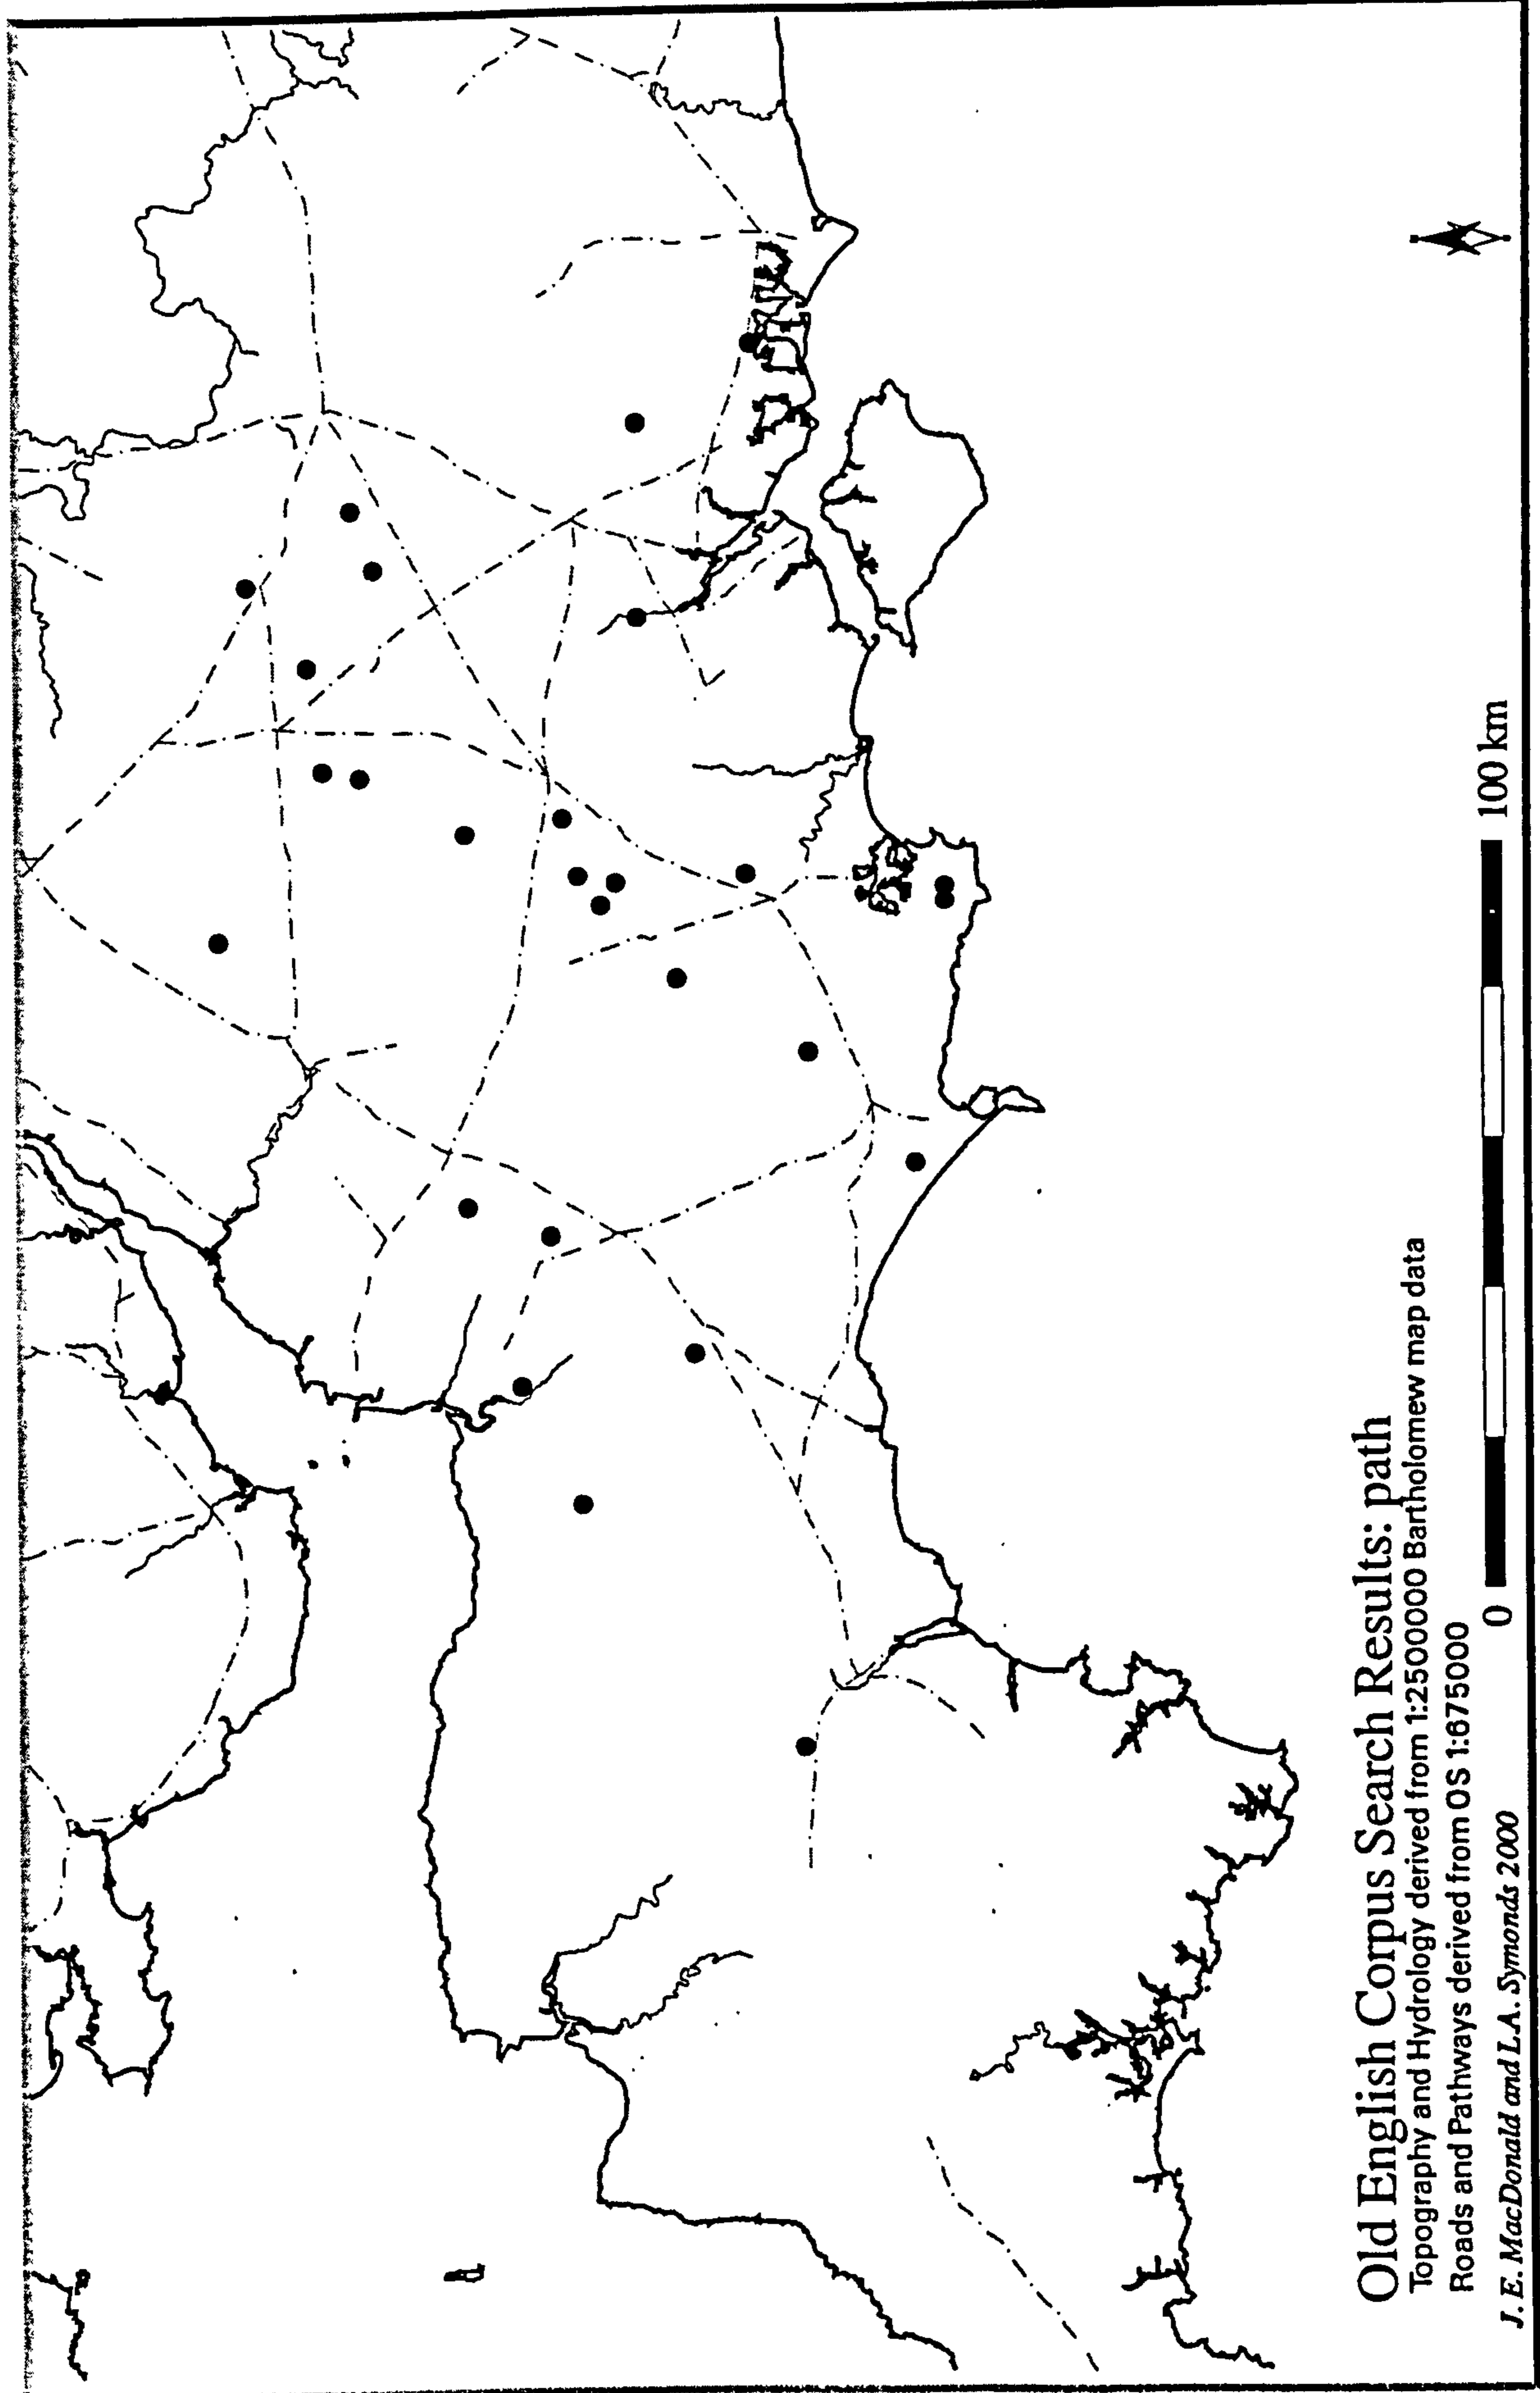 Old English Corpus Search Results: path
Topography and Hydrology derived from 1:2500000 Bartholomew map data
Roads and Pathways derived from OS 1:675000
0 100 km
J. E. MacDonald and L.A. Symonds 2000